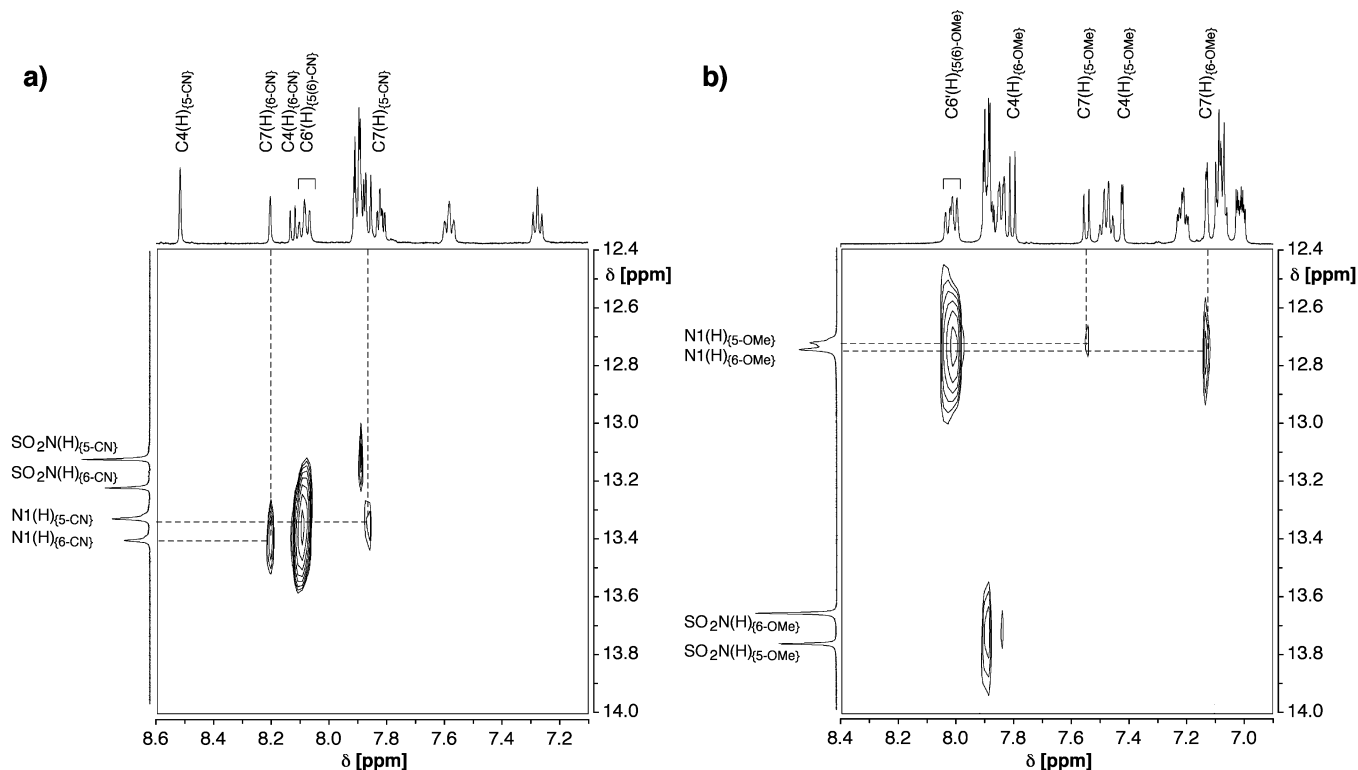 a)
C4(H){5-CN}
C7(H){6-CN}
C4(H){6-CN}
C6'(H){5(6)-CN}
C7(H){5-CN}
12.4
δ [ppm]
12.6
12.8
13.0
13.2
13.4
13.6
13.8
14.0
SO2N(H){5-CN}
SO2N(H){6-CN}
N1(H){5-CN}
N1(H){6-CN}
8.6 8.4 8.2 8.0 7.8 7.6 7.4 7.2
δ [ppm]
b)
C6'(H){5(6)-OMe}
C4(H){6-OMe}
C7(H){5-OMe}
C4(H){5-OMe}
C7(H){6-OMe}
12.4
δ [ppm]
12.6
12.8
13.0
13.2
13.4
13.6
13.8
14.0
N1(H){5-OMe}
N1(H){6-OMe}
SO2N(H){6-OMe}
SO2N(H){5-OMe}
8.4 8.2 8.0 7.8 7.6 7.4 7.2 7.0
δ [ppm]